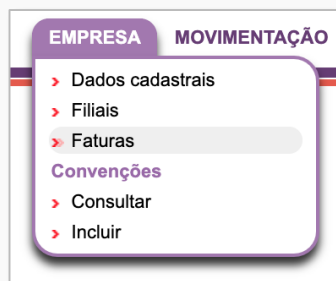 EMPRESA MOVIMENTAÇÃO
Dados cadastrais
Filiais
Faturas
Convenções
Consultar
Incluir